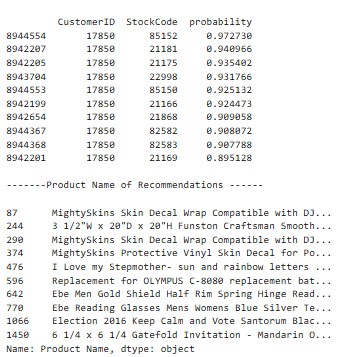 CustomerID StockCode probability
8944554 17850 85152 0.972730
8942207 17850 21181 0.940966
8942205 17850 21175 0.935402
8943704 17850 22998 0.931766
8944553 17850 85150 0.925132
8942199 17850 21166 0.924473
8942654 17850 21868 0.909058
8944367 17850 82582 0.908072
8944368 17850 82583 0.907788
8942201 17850 21169 0.895128
-------Product Name of Recommendations ------
87 MightySkins Skin Decal Wrap Compatible with DJ...
244 3 1/2"W x 20"D x 20"H Funston Craftsman Smooth...
290 MightySkins Skin Decal Wrap Compatible with DJ...
374 MightySkins Protective Vinyl Skin Decal for Po...
476 I Love my Stepmother- sun and rainbow letters ...
596 Replacement for OLYMPUS C-8080 replacement bat...
642 Ebe Men Gold Shield Half Rim Spring Hinge Read...
770 Ebe Reading Glasses Mens Womens Blue Silver Te...
1066 Election 2016 Keep Calm and Vote Santorum Blac...
1450 6 1/4 x 6 1/4 Gatefold Invitation - Mandarin O...
Name: Product Name, dtype: object